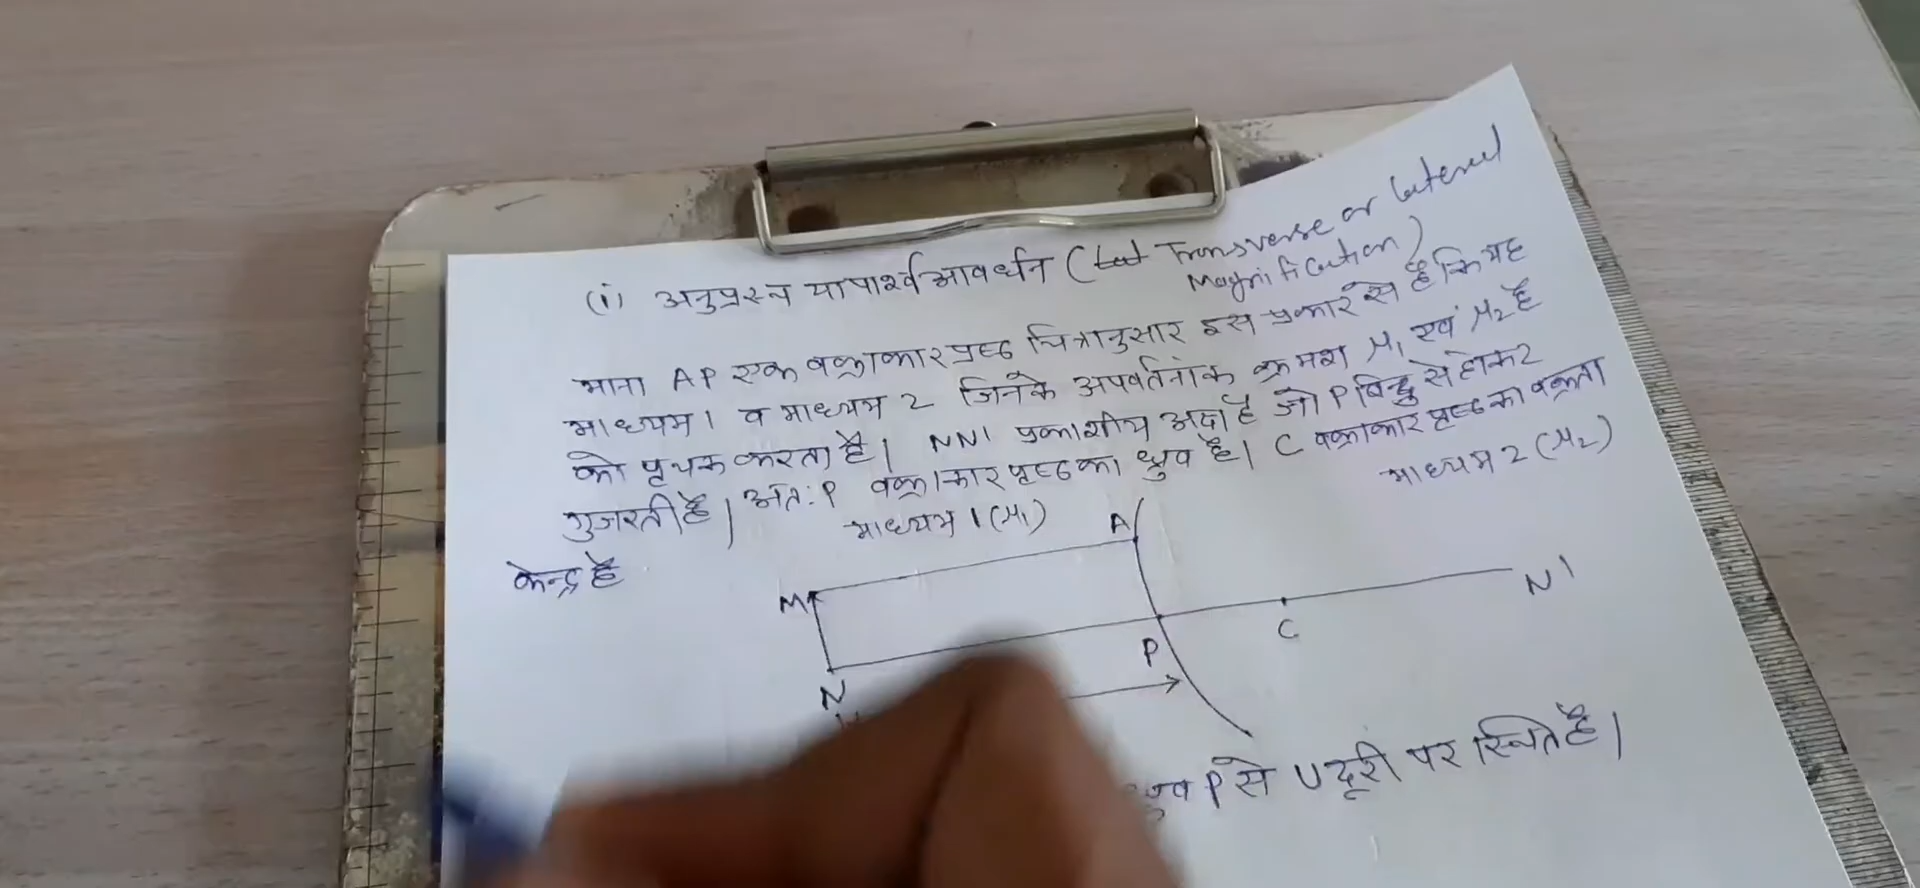 (i) अनुप्रस्थ या पार्श्व आवर्धन ( Transverse or lateral
Magnification)
माना AP एक वक्राकार पृष्ठ चित्रानुसार इस प्रकार से है कि यह
माध्यम 1 व माध्यम 2 जिनके अपवर्तनांक क्रमश μ1 एवं μ2 है
को पृथक करता है। NN' प्रकाशीय अक्ष है जो P बिन्दु से होकर
गुजरती है। अतः P वक्राकार पृष्ठ का ध्रुव है। C वक्राकार पृष्ठ का वक्रता
केन्द्र है
माध्यम 1 (μ1)
माध्यम 2 (μ2)
A
M
N'
C
P
N
P से U दूरी पर स्थित है।